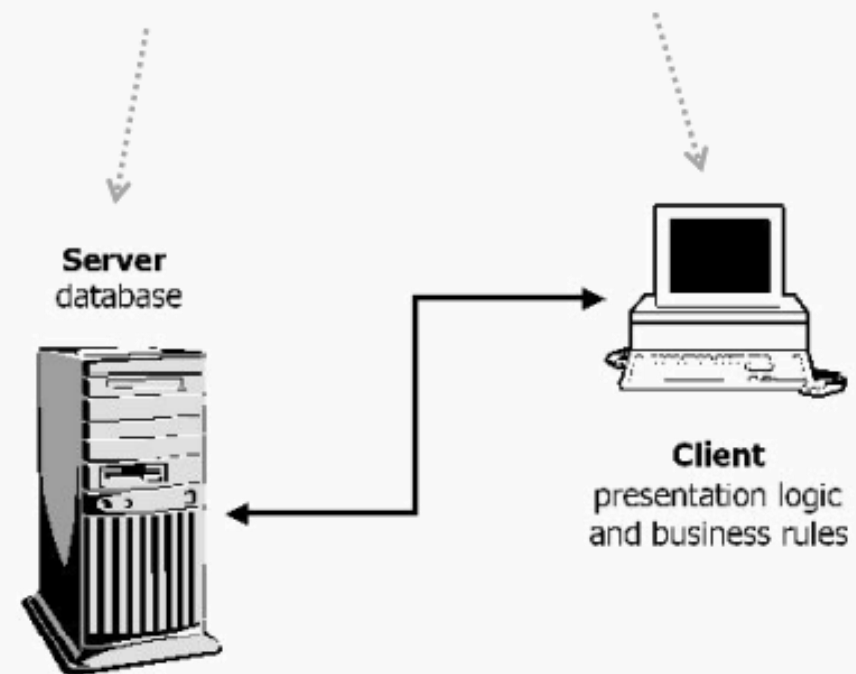 Server
database
Client
presentation logic
and business rules